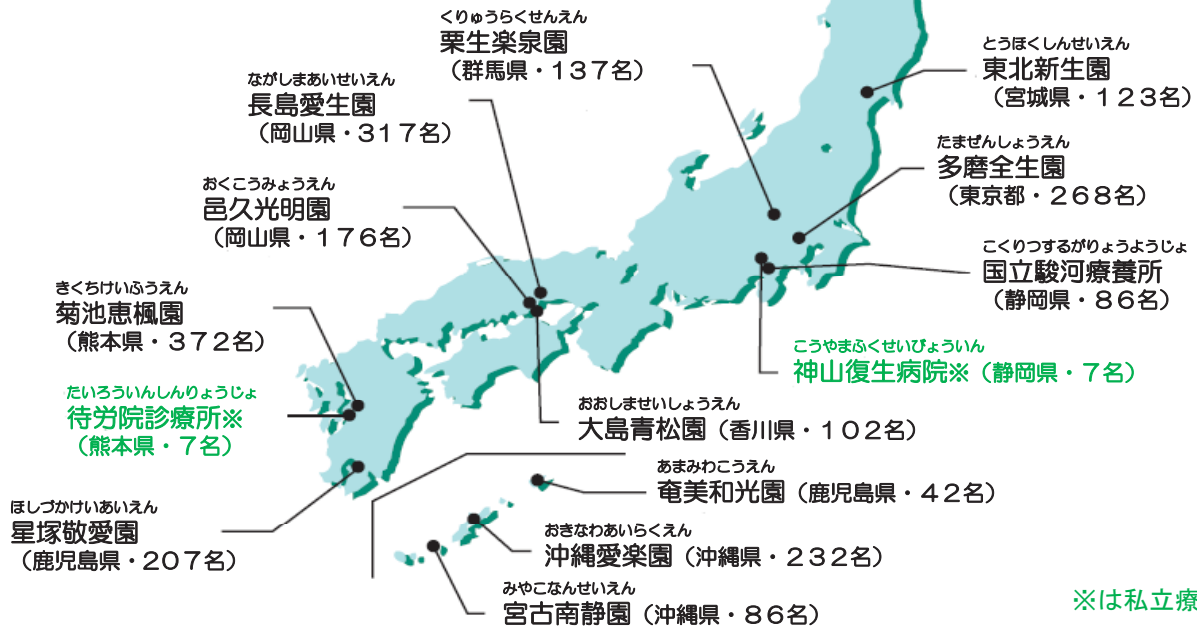 くりゅうらくせんえん
栗生楽泉園
（群馬県・137名）
とうほくしんせいえん
東北新生園
（宮城県・123名）
ながしまあいせいえん
長島愛生園
（岡山県・317名）
たまぜんしょうえん
多磨全生園
（東京都・268名）
おくこうみょうえん
邑久光明園
（岡山県・176名）
こくりつするがりょうようじょ
国立駿河療養所
（静岡県・86名）
きくちけいふうえん
菊池恵楓園
（熊本県・372名）
こうやまふくせいびょういん
神山復生病院※（静岡県・7名）
たいろういんしんりょうじょ
待労院診療所※
（熊本県・7名）
おおしませいしょうえん
大島青松園（香川県・102名）
あまみわこうえん
奄美和光園（鹿児島県・42名）
ほしづかけいあいえん
星塚敬愛園
（鹿児島県・207名）
おきなわあいらくえん
沖縄愛楽園（沖縄県・232名）
みやこなんせいえん
宮古南静園（沖縄県・86名）
※は私立療